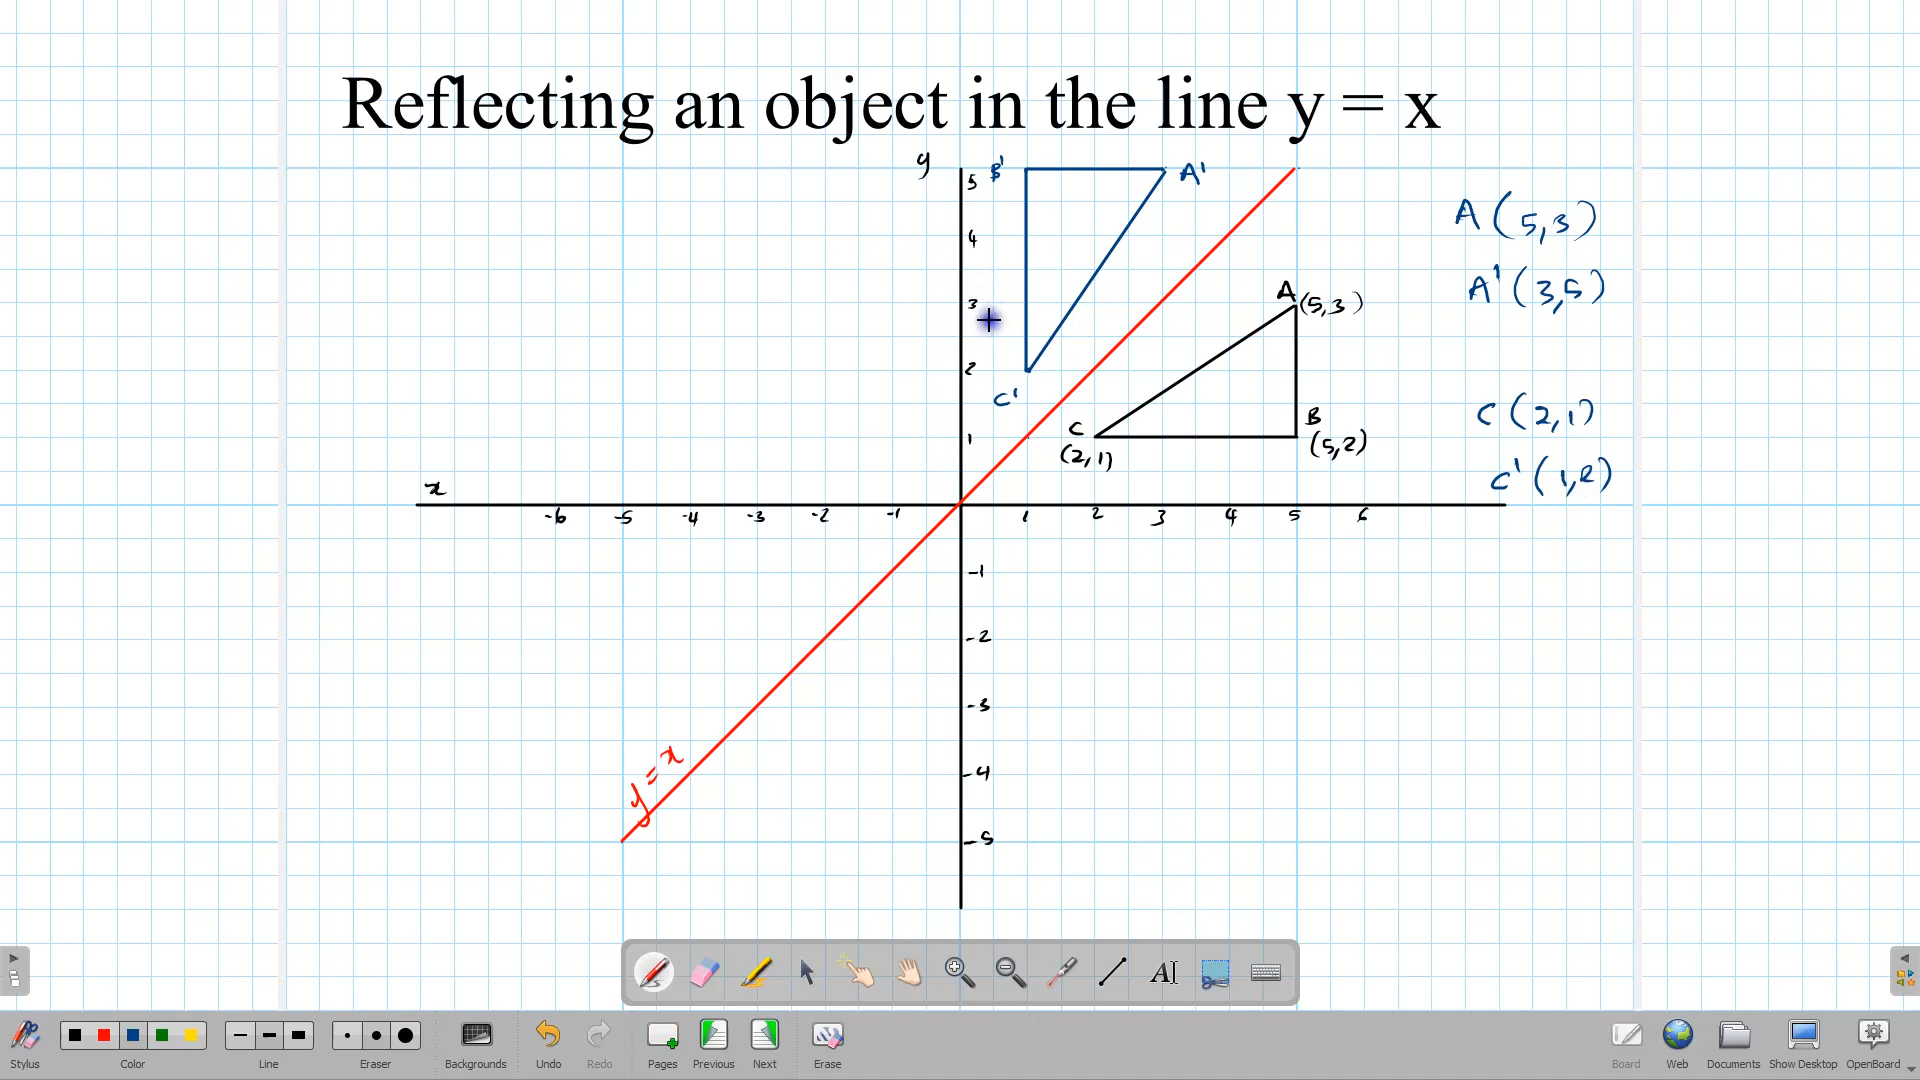 Reflecting an object in the line y = x
y
5 B' A'
4
3
2
1
C'
A (5,3)
B
(5,2)
C
(2,1)
A (5,3)
A' (3,5)
C (2,1)
C' (1,2)
x
-6 -5 -4 -3 -2 -1 1 2 3 4 5 6
-1
-2
-3
-4
-5
y = x
AI
Stylus Color Line Eraser Backgrounds Undo Redo Pages Previous Next Erase Board Web Documents Show Desktop OpenBoard